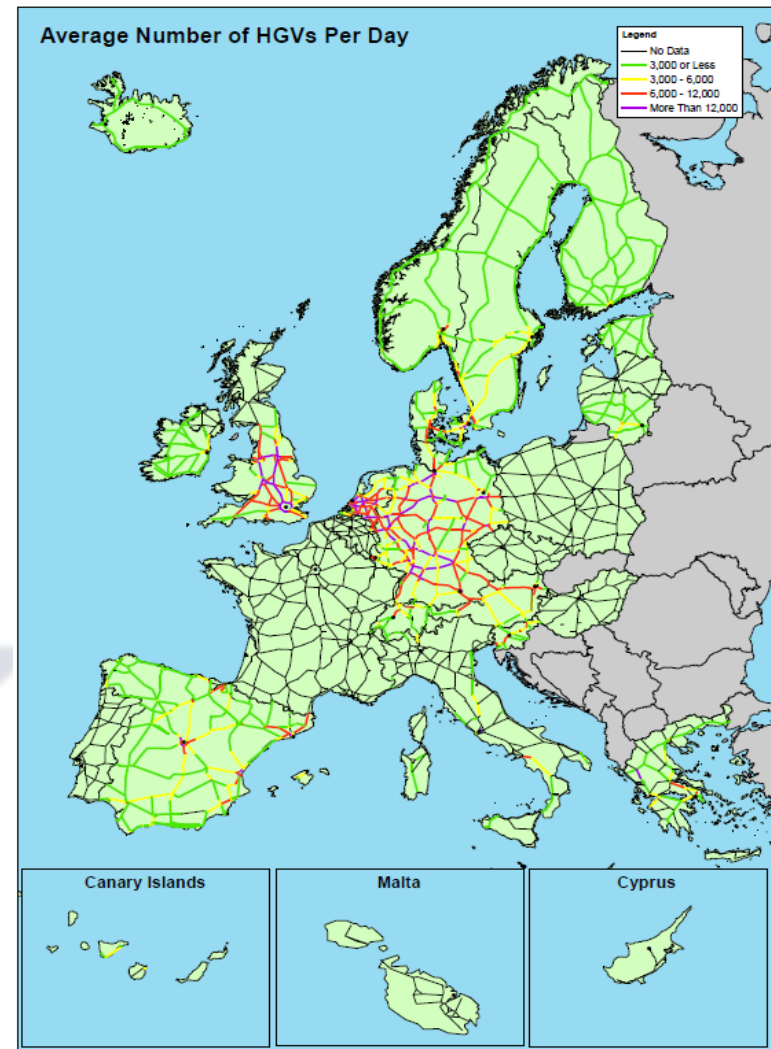 Average Number of HGVs Per Day
Legend
No Data
3,000 or Less
3,000 - 6,000
6,000 - 12,000
More Than 12,000
Canary Islands
Malta
Cyprus